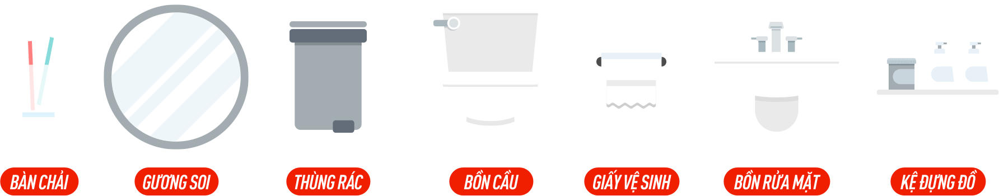 BÀN CHẢI
GƯƠNG SOI
THÙNG RÁC
BỒN CẦU
GIẤY VỆ SINH
BỒN RỬA MẶT
KỆ ĐỰNG ĐỒ